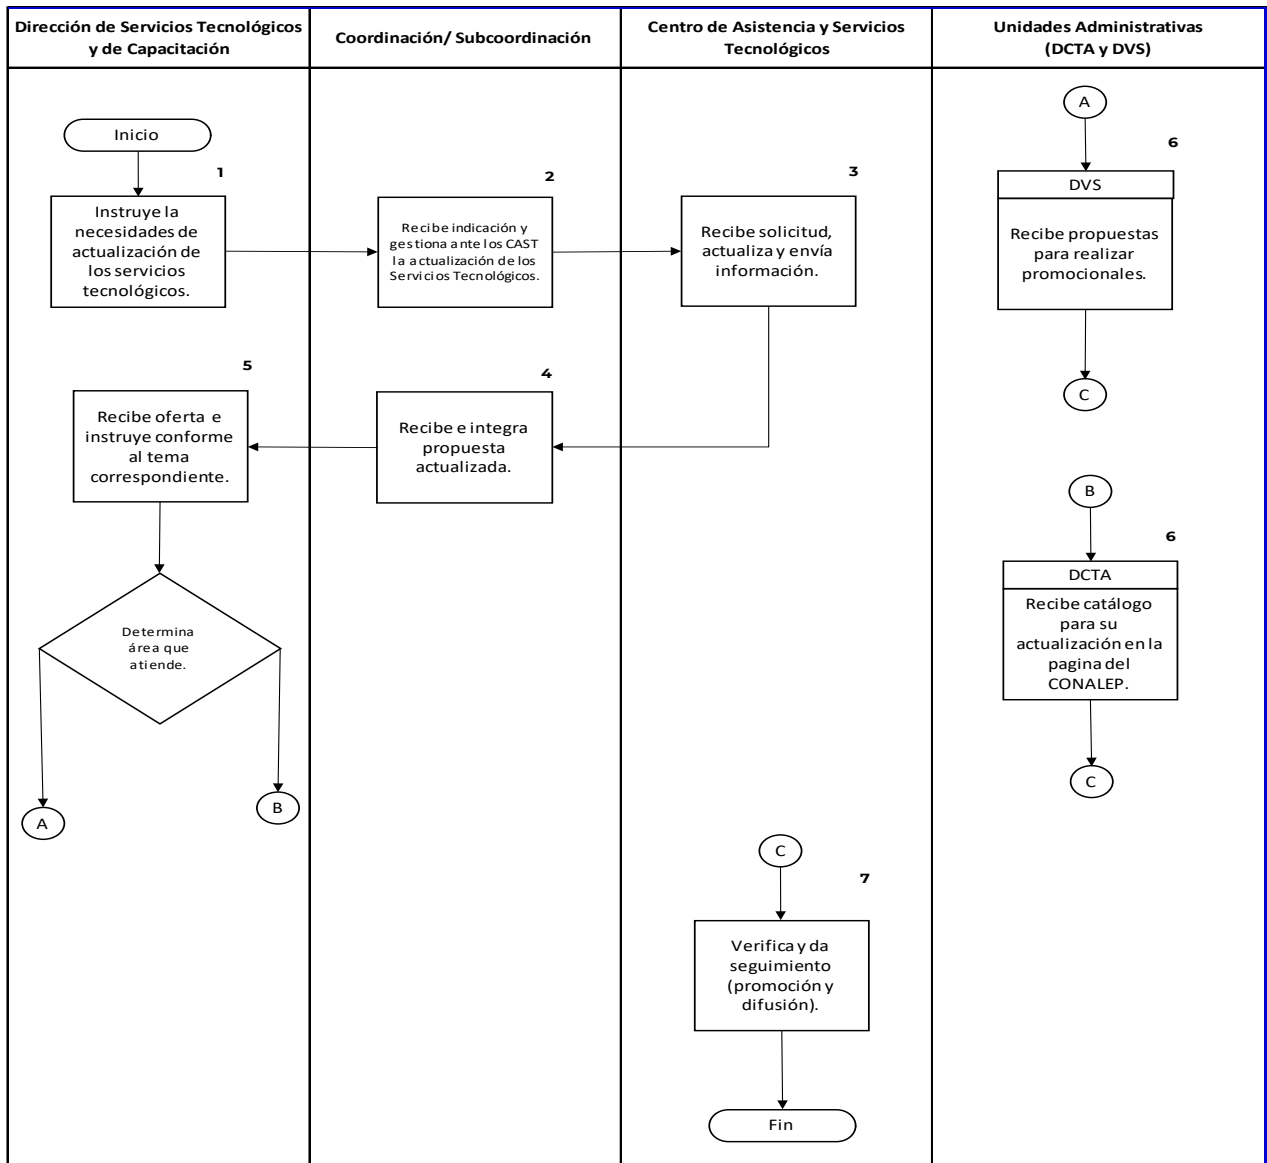 Dirección de Servicios Tecnológicos
y de Capacitación
Coordinación/ Subcoordinación
Centro de Asistencia y Servicios
Tecnológicos
Unidades Administrativas
(DCTA y DVS)
Inicio
1
Instruye la
necesidades de
actualización de
los servicios
tecnológicos.
2
Recibe indicación y
gestiona ante los CAST
la actualización de los
Servicios Tecnológicos.
3
Recibe solicitud,
actualiza y envía
información.
A
6
DVS
Recibe propuestas
para realizar
promocionales.
C
5
Recibe oferta e
instruye conforme
al tema
correspondiente.
4
Recibe e integra
propuesta
actualizada.
B
6
DCTA
Recibe catálogo
para su
actualización en la
pagina del
CONALEP.
C
Determina
área que
atiende.
A
B
C
7
Verifica y da
seguimiento
(promoción y
difusión).
Fin